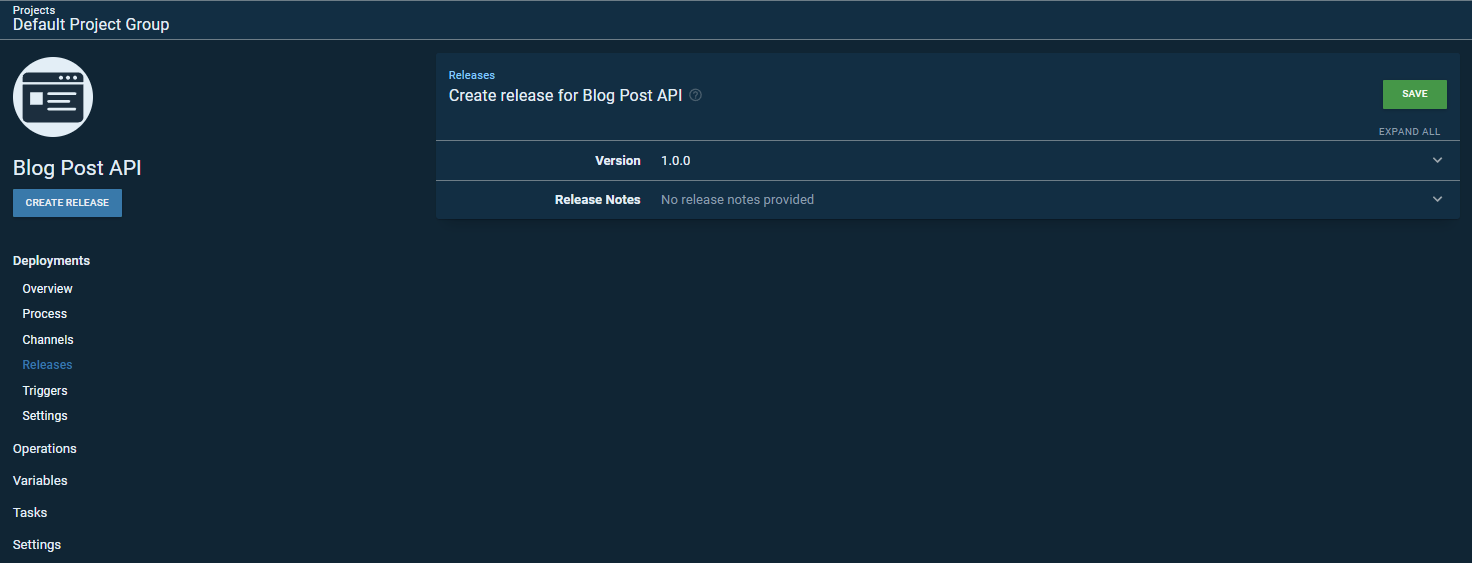 Projects
Default Project Group
Blog Post API
CREATE RELEASE
Deployments
Overview
Process
Channels
Releases
Triggers
Settings
Operations
Variables
Tasks
Settings
Releases
Create release for Blog Post API ?
SAVE
EXPAND ALL
Version 1.0.0
Release Notes No release notes provided